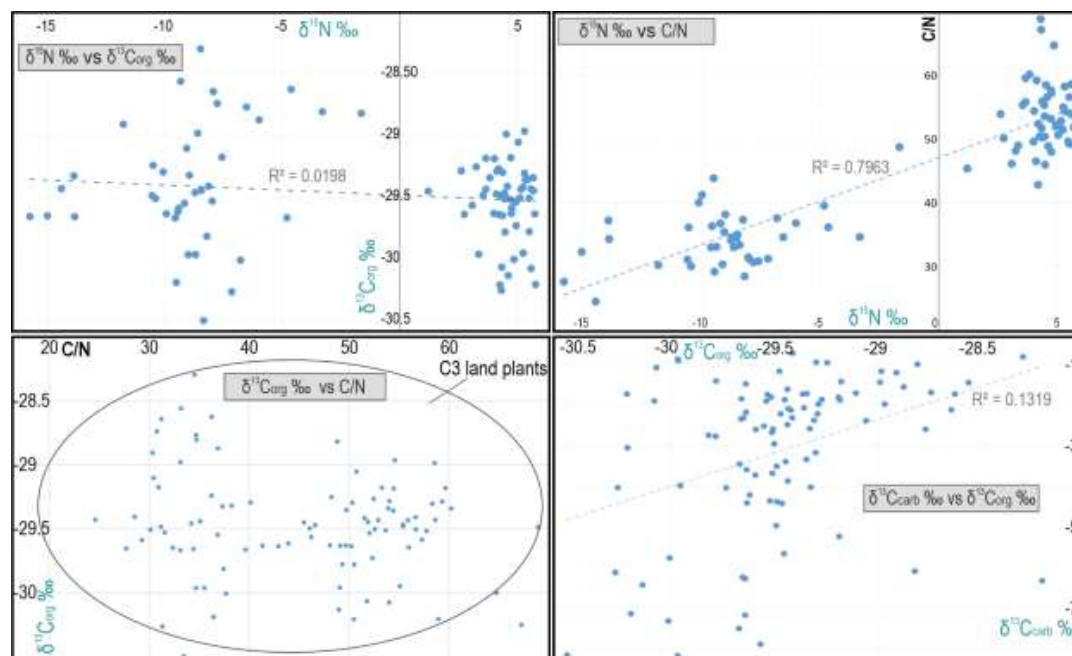 -15 -10 -5 5
δ¹⁵N ‰
δ¹⁵N ‰ vs δ¹³Corg ‰
-28.50
-29
R² = 0.0198
-29.5
-30
-30.5
δ¹³Corg ‰
δ¹⁵N ‰ vs C/N
C/N
60
50
R² = 0.7963
40
30
-15 -10 -5 0 5
δ¹⁵N ‰
20 C/N 30 40 50 60
C3 land plants
δ¹³Corg ‰ vs C/N
-28.5
-29
-29.5
-30
δ¹³Corg ‰
-30.5 -30 -29.5 -29 -28.5
δ¹³Corg ‰
R² = 0.1319
δ¹³Ccarb ‰ vs δ¹³Corg ‰
δ¹³Ccarb %